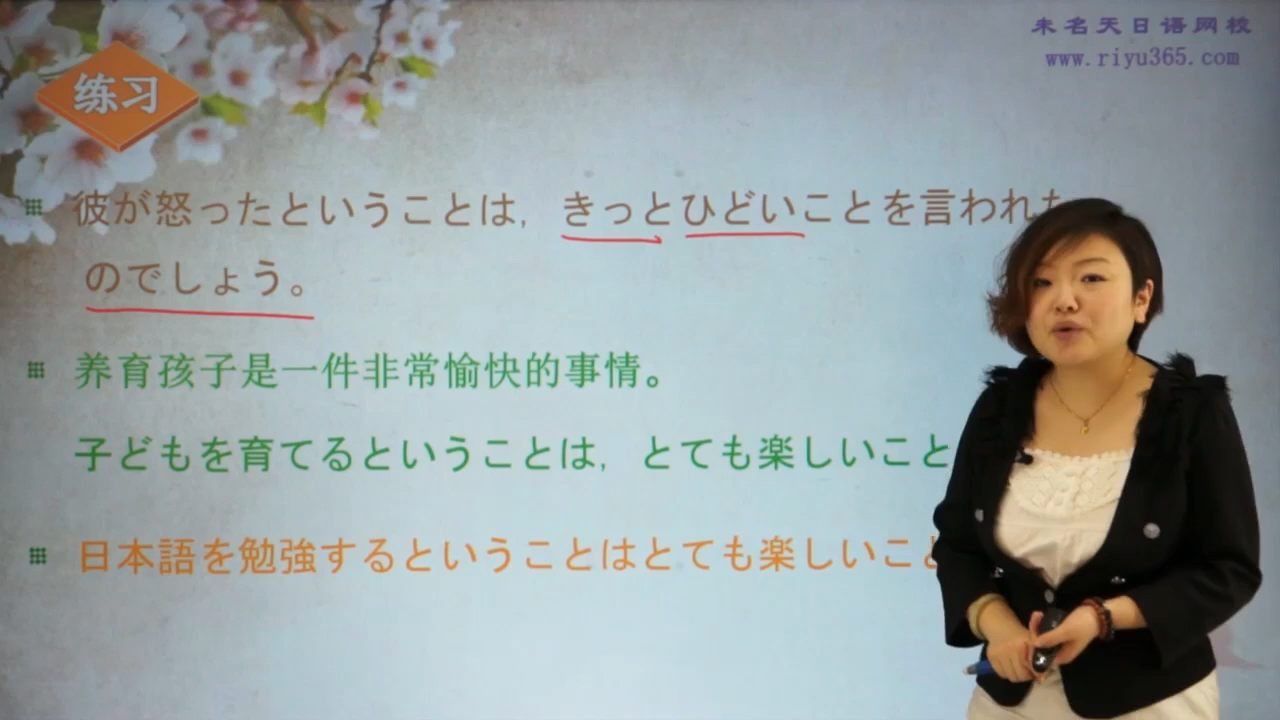 未名天日语网校
www.riyu365.com
练习
彼が怒ったということは，きっとひどいことを言われた
のでしょう。
养育孩子是一件非常愉快的事情。
子どもを育てるということは，とても楽しいこと
日本語を勉強するということはとても楽しいこと